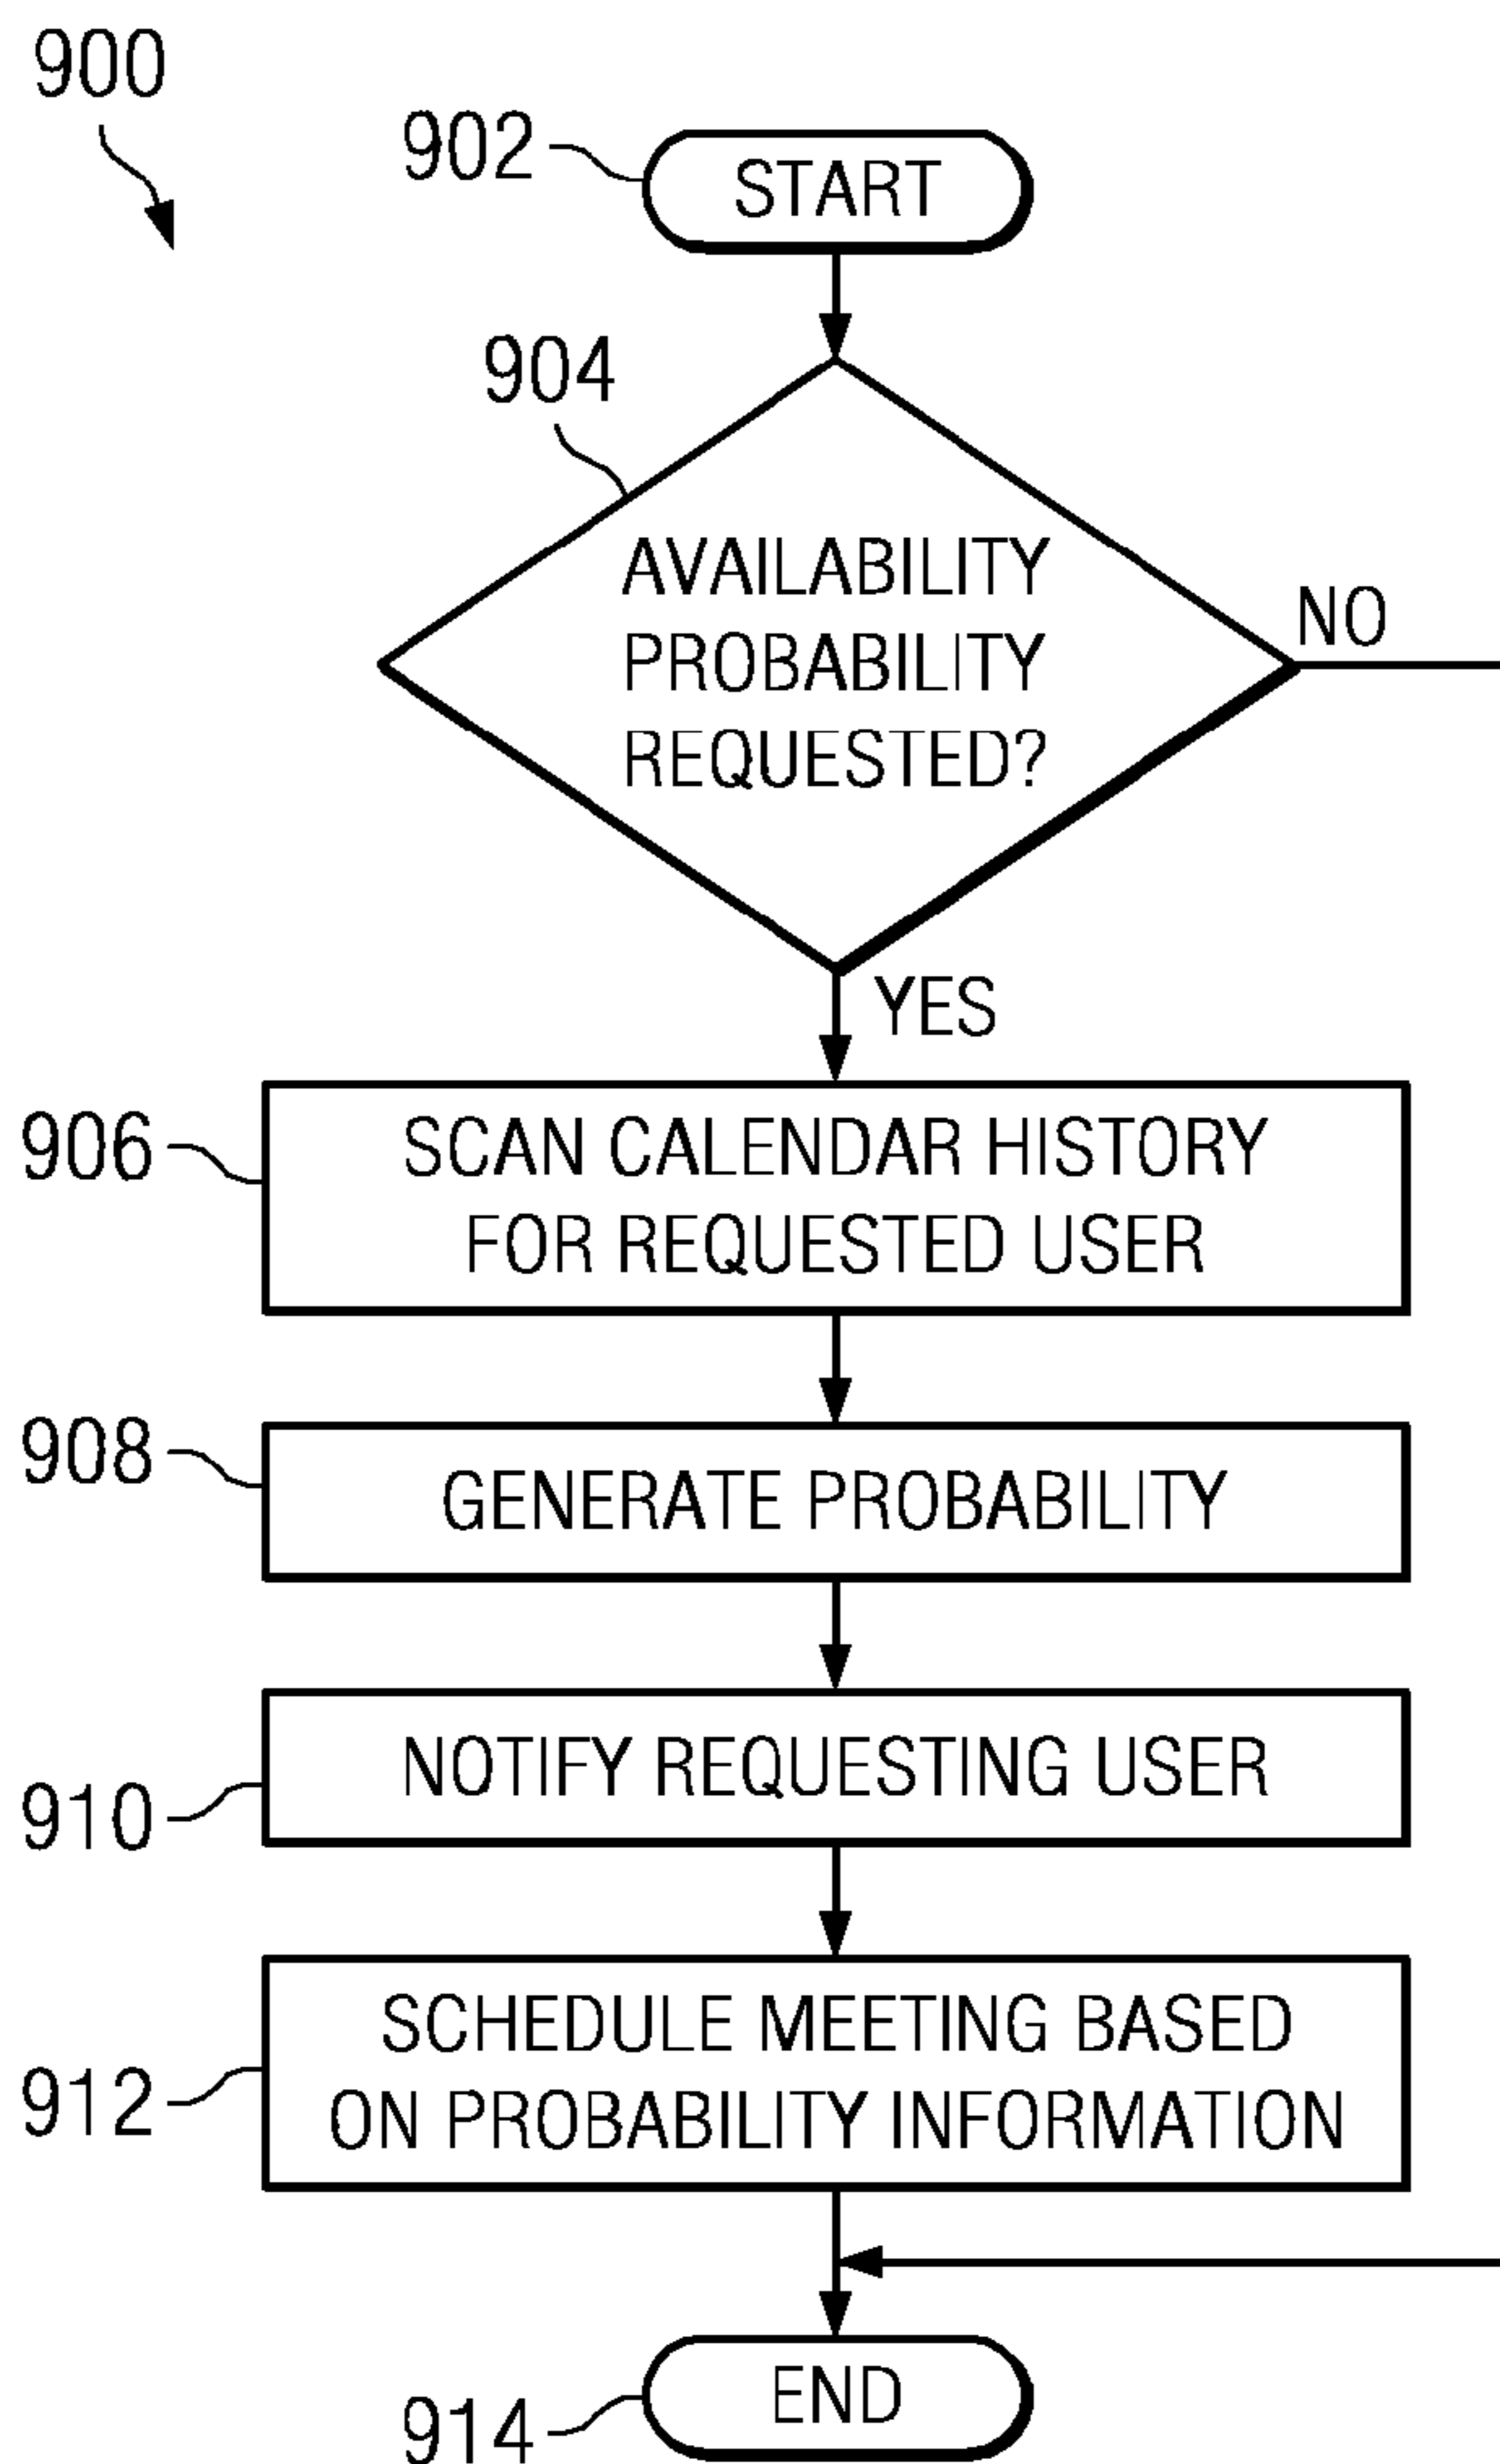 900
902
START
904
AVAILABILITY
PROBABILITY
REQUESTED?
NO
YES
906
SCAN CALENDAR HISTORY
FOR REQUESTED USER
908
GENERATE PROBABILITY
NOTIFY REQUESTING USER
910
SCHEDULE MEETING BASED
912
ON PROBABILITY INFORMATION
END
914